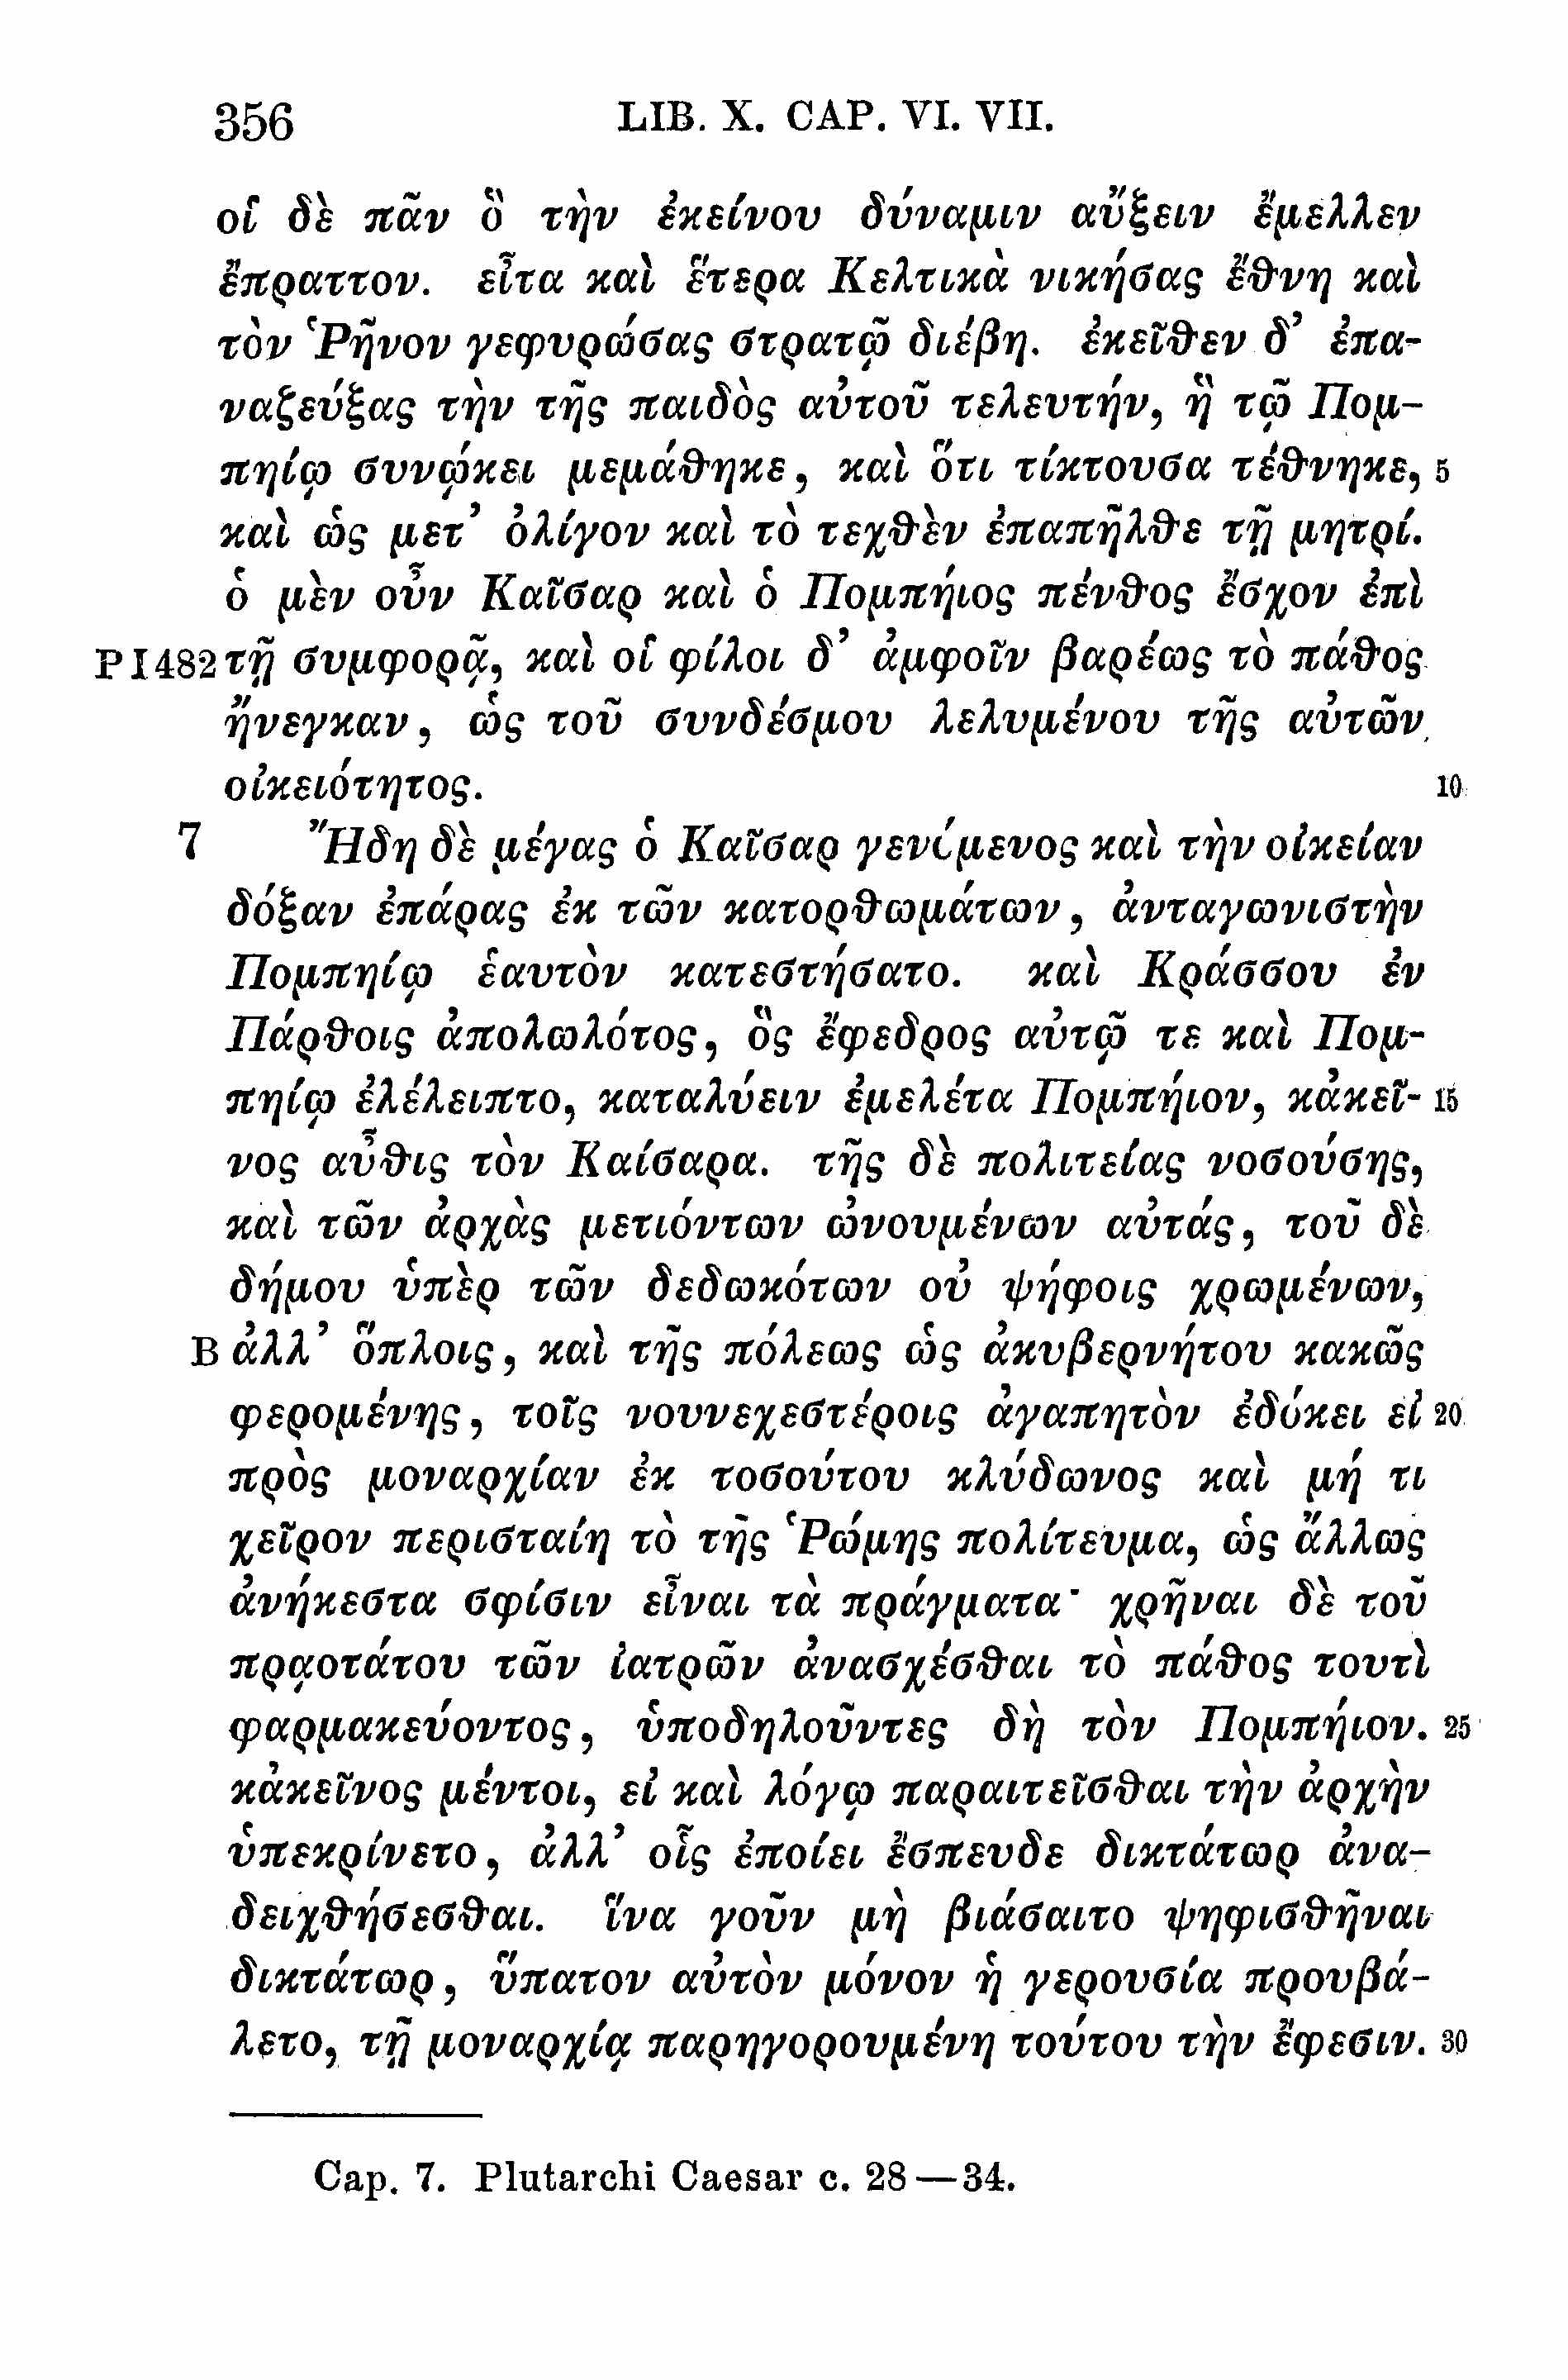 356 LIB. X. CAP. VI. VII.
οἱ δὲ πᾶν ὃ τὴν ἐκείνου δύναμιν αὔξειν ἔμελλεν
ἔπραττον. εἶτα καὶ ἕτερα Κελτικὰ νικήσας ἔθνη καὶ
τὸν Ῥῆνον γεφυρώσας στρατῷ διέβη. ἐκεῖθεν δ’ ἐπα-
ναζεύξας τὴν τῆς παιδὸς αὐτοῦ τελευτήν, ἣ τῷ Πομ-
πηίῳ συνῴκει μεμάθηκε, καὶ ὅτι τίκτουσα τέθνηκε, 5
καὶ ὡς μετ’ ὀλίγον καὶ τὸ τεχθὲν ἐπαπῆλθε τῇ μητρί.
ὁ μὲν οὖν Καῖσαρ καὶ ὁ Πομπήιος πένθος ἔσχον ἐπὶ
P I 482 τῇ συμφορᾷ, καὶ οἱ φίλοι δ’ ἀμφοῖν βαρέως τὸ πάθος
ἤνεγκαν, ὡς τοῦ συνδέσμου λελυμένου τῆς αὐτῶν
οἰκειότητος. 10
7 Ἤδη δὲ μέγας ὁ Καῖσαρ γενόμενος καὶ τὴν οἰκείαν
δόξαν ἐπάρας ἐκ τῶν κατορθωμάτων, ἀνταγωνιστὴν
Πομπηίῳ ἑαυτὸν κατεστήσατο. καὶ Κράσσου ἐν
Πάρθοις ἀπολωλότος, ὃς ἔφεδρος αὐτῷ τε καὶ Πομ-
πηίῳ ἐλέλειπτο, καταλύειν ἐμελέτα Πομπήιον, κἀκεῖ- 15
νος αὖθις τὸν Καίσαρα. τῆς δὲ πολιτείας νοσούσης,
καὶ τῶν ἀρχὰς μετιόντων ὠνουμένων αὐτάς, τοῦ δὲ
δήμου ὑπὲρ τῶν δεδωκότων οὐ ψήφοις χρωμένων,
B ἀλλ’ ὅπλοις, καὶ τῆς πόλεως ὡς ἀκυβερνήτου κακῶς
φερομένης, τοῖς νουνεχεστέροις ἀγαπητὸν ἐδόκει εἰ 20
πρὸς μοναρχίαν ἐκ τοσούτου κλύδωνος καὶ μή τι
χεῖρον περισταίη τὸ τῆς Ῥώμης πολίτευμα, ὡς ἄλλως
ἀνήκεστα σφίσιν εἶναι τὰ πράγματα· χρῆναι δὲ τοῦ
πρᾳοτάτου τῶν ἰατρῶν ἀνασχέσθαι τὸ πάθος τουτὶ
φαρμακεύοντος, ὑποδηλοῦντες δὴ τὸν Πομπήιον. 25
κἀκεῖνος μέντοι, εἰ καὶ λόγῳ παραιτεῖσθαι τὴν ἀρχὴν
ὑπεκρίνετο, ἀλλ’ οἷς ἐποίει ἔσπευδε δικτάτωρ ἀνα-
δειχθήσεσθαι. ἵνα γοῦν μὴ βιάσαιτο ψηφισθῆναι
δικτάτωρ, ὕπατον αὐτὸν μόνον ἡ γερουσία προυβά-
λετο, τῇ μοναρχίᾳ παρηγορουμένη τούτου τὴν ἔφεσιν. 30
Cap. 7. Plutarchi Caesar c. 28—34.